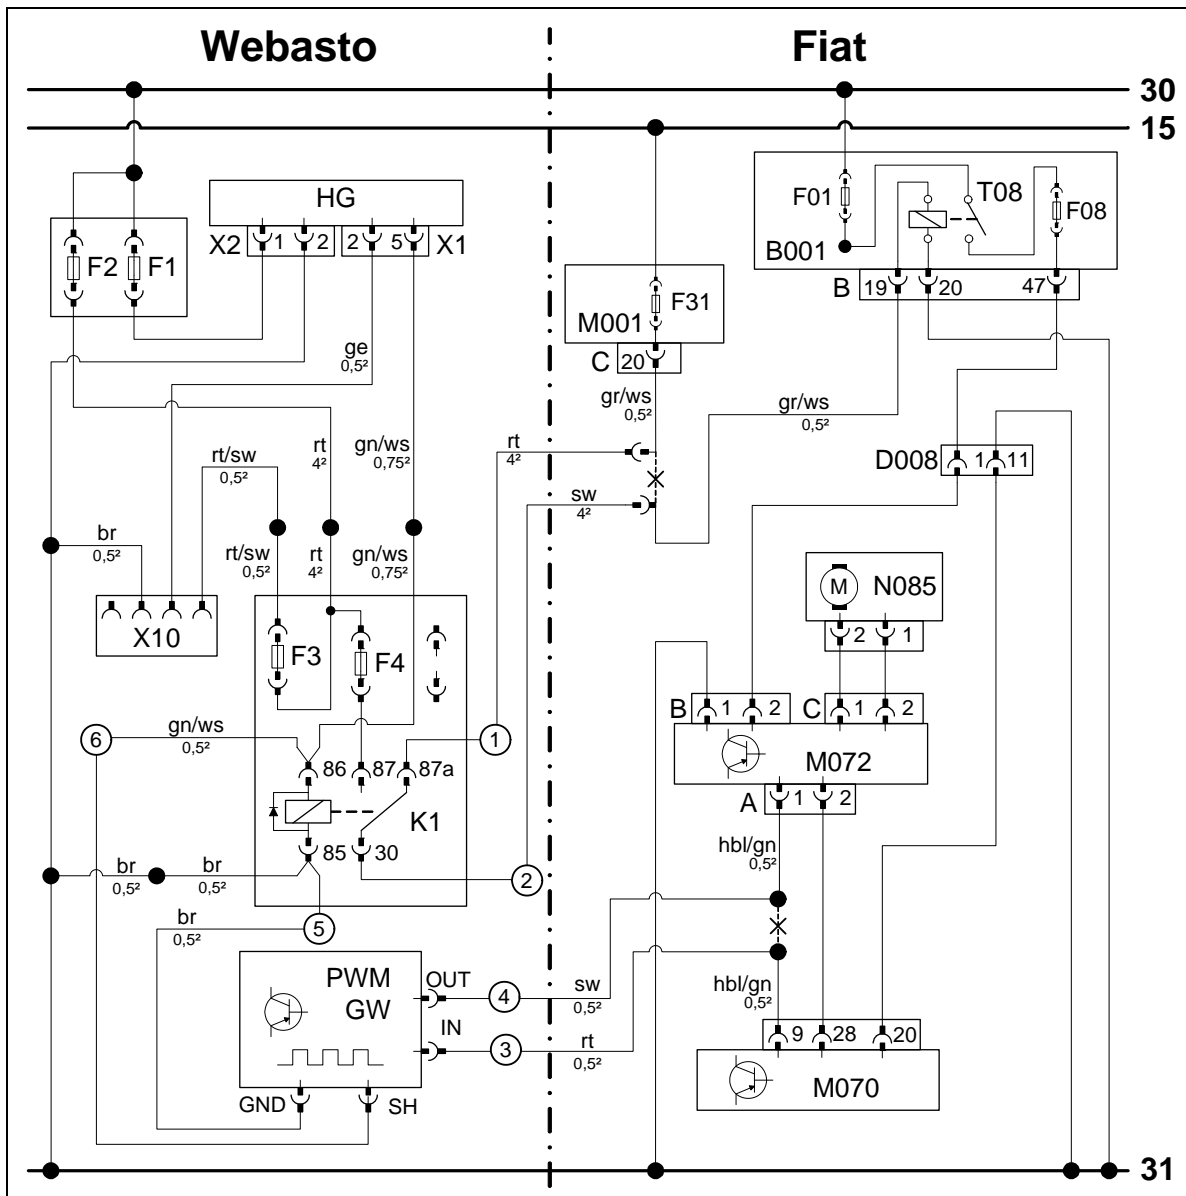 Webasto Fiat
30
15
HG
F01 T08 F08
B001
X2 1 2 2 5 X1
F2 F1
B 19 20 47
F31
M001
C 20
ge
0,5²
gr/ws
0,5²
gr/ws
0,5²
rt/sw
0,5²
rt
4²
gn/ws
0,75²
rt
4²
D008 1 11
sw
4²
br
0,5²
rt/sw
0,5²
rt
4²
gn/ws
0,75²
M N085
2 1
X10
F3 F4
B 1 2 C 1 2
6
gn/ws
0,5²
1
86 87 87a
M072
A 1 2
K1
85 30
hbl/gn
0,5²
br
0,5²
br
0,5²
2
br
0,5²
5
PWM
GW
OUT
4
sw
0,5²
hbl/gn
0,5²
IN
3
rt
0,5²
9 28 20
M070
GND SH
31